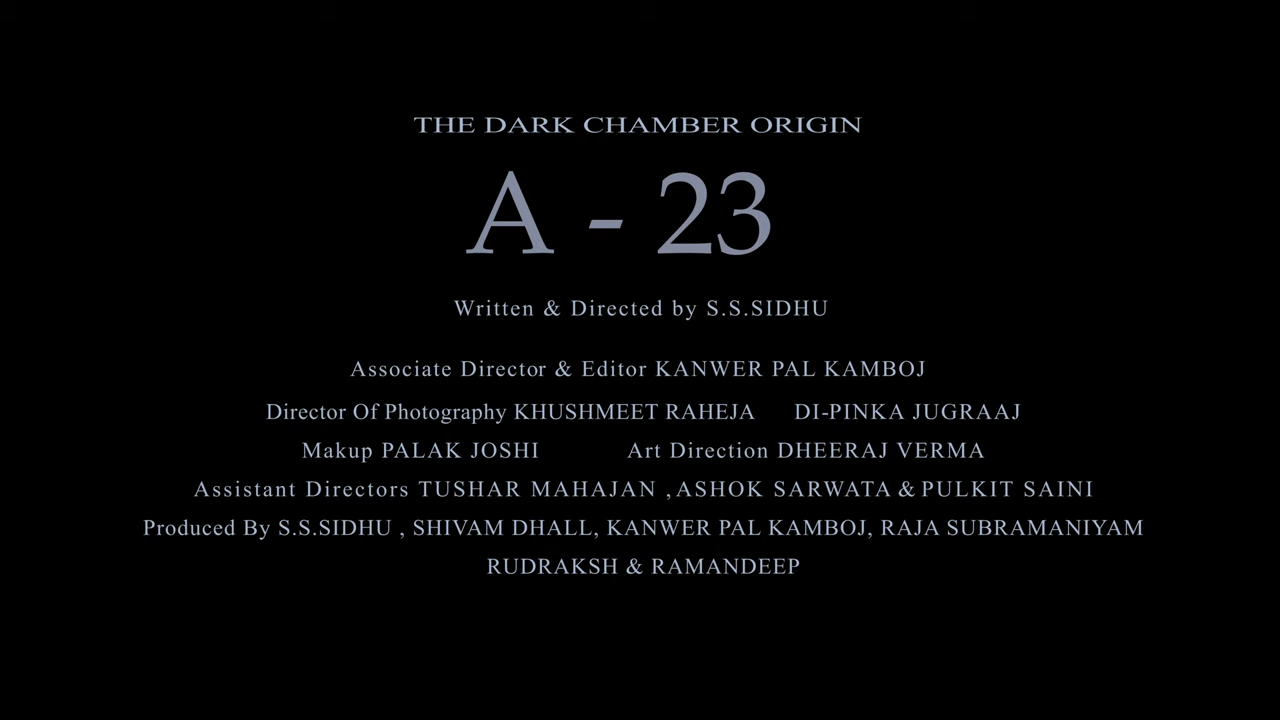 THE DARK CHAMBER ORIGIN
A - 23
Written & Directed by S.S.SIDHU
Associate Director & Editor KANWER PAL KAMBOJ
Director Of Photography KHUSHMEET RAHEJA DI-PINKA JUGRAAJ
Makup PALAK JOSHI Art Direction DHEERAJ VERMA
Assistant Directors TUSHAR MAHAJAN , ASHOK SARWATA & PULKIT SAINI
Produced By S.S.SIDHU , SHIVAM DHALL, KANWER PAL KAMBOJ, RAJA SUBRAMANIYAM
RUDRAKSH & RAMANDEEP